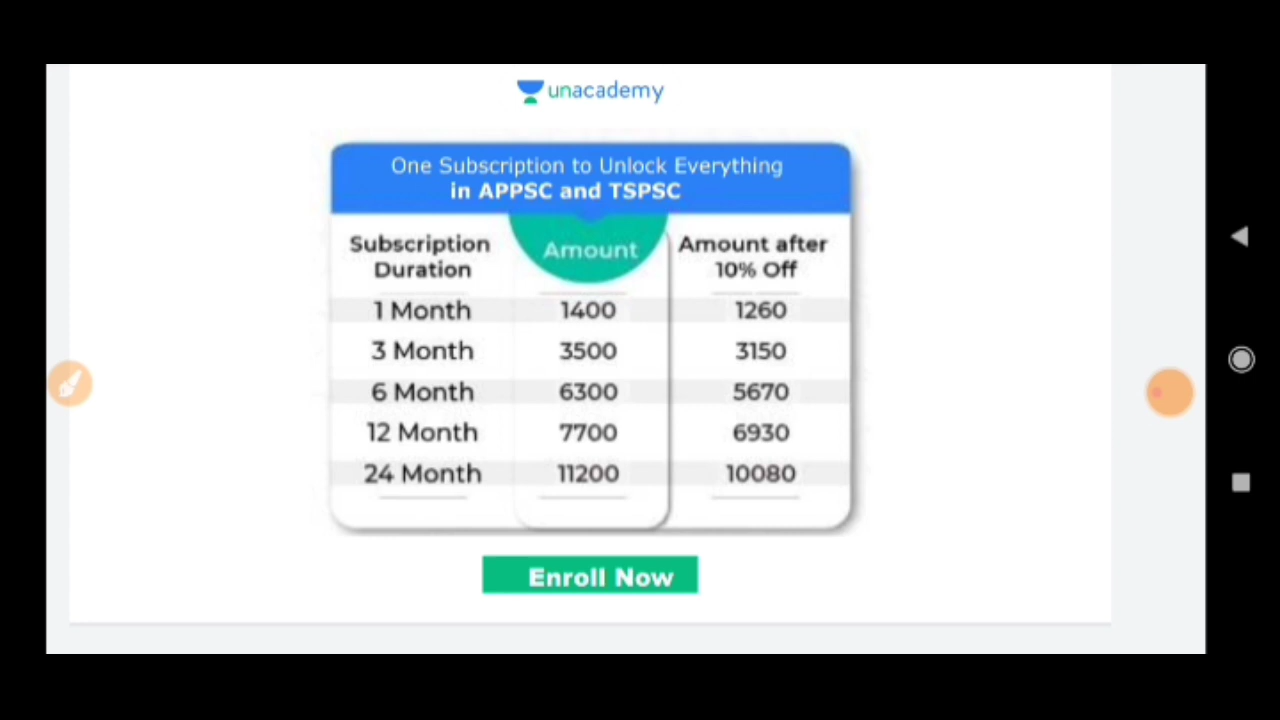 unacademy
One Subscription to Unlock Everything
in APPSC and TSPSC
Subscription Duration Amount Amount after 10% Off
1 Month 1400 1260
3 Month 3500 3150
6 Month 6300 5670
12 Month 7700 6930
24 Month 11200 10080
Enroll Now